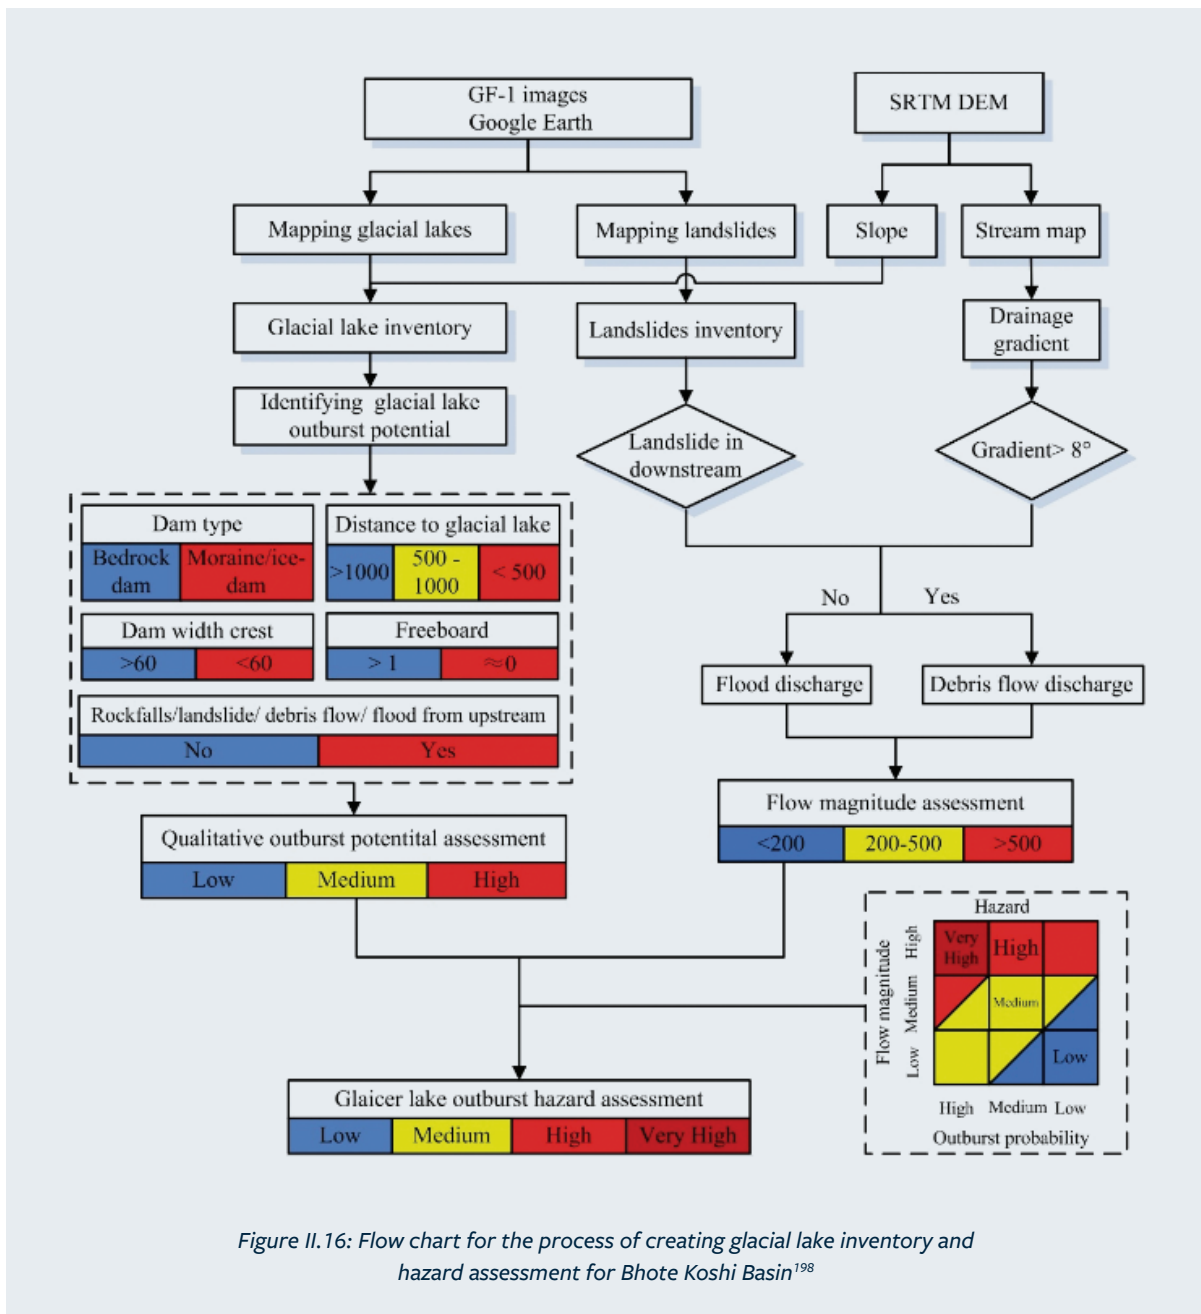 GF-1 images
Google Earth
SRTM DEM
Mapping glacial lakes
Mapping landslides
Slope
Stream map
Glacial lake inventory
Landslides inventory
Drainage
gradient
Identifying glacial lake
outburst potential
Landslide in
downstream
Gradient> 8°
Dam type
Bedrock
dam
Moraine/ice-
dam
Distance to glacial lake
>1000
500 -
1000
< 500
Dam width crest
>60
<60
Freeboard
> 1
≈0
Rockfalls/landslide/ debris flow/ flood from upstream
No
Yes
No
Yes
Flood discharge
Debris flow discharge
Qualitative outburst potentital assessment
Low
Medium
High
Flow magnitude assessment
<200
200-500
>500
Hazard
Flow magnitude
High
Medium
Low
Very
High
High
Medium
Low
High
Medium
Low
Outburst probability
Glaicer lake outburst hazard assessment
Low
Medium
High
Very High
Figure II.16: Flow chart for the process of creating glacial lake inventory and
hazard assessment for Bhote Koshi Basin198